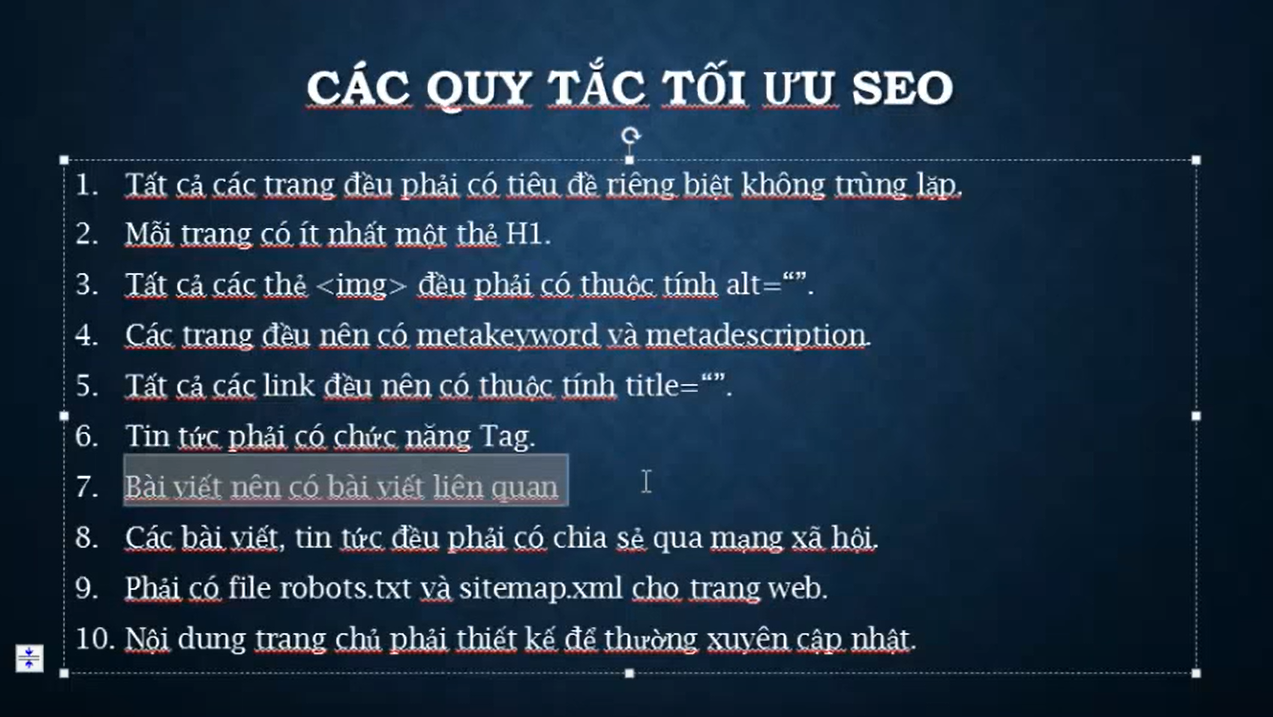 CÁC QUY TẮC TỐI ƯU SEO
1. Tất cả các trang đều phải có tiêu đề riêng biệt không trùng lặp.
2. Mỗi trang có ít nhất một thẻ H1.
3. Tất cả các thẻ <img> đều phải có thuộc tính alt=“”.
4. Các trang đều nên có metakeyword và metadescription.
5. Tất cả các link đều nên có thuộc tính title=“”.
6. Tin tức phải có chức năng Tag.
7. Bài viết nên có bài viết liên quan
8. Các bài viết, tin tức đều phải có chia sẻ qua mạng xã hội.
9. Phải có file robots.txt và sitemap.xml cho trang web.
10. Nội dung trang chủ phải thiết kế để thường xuyên cập nhật.